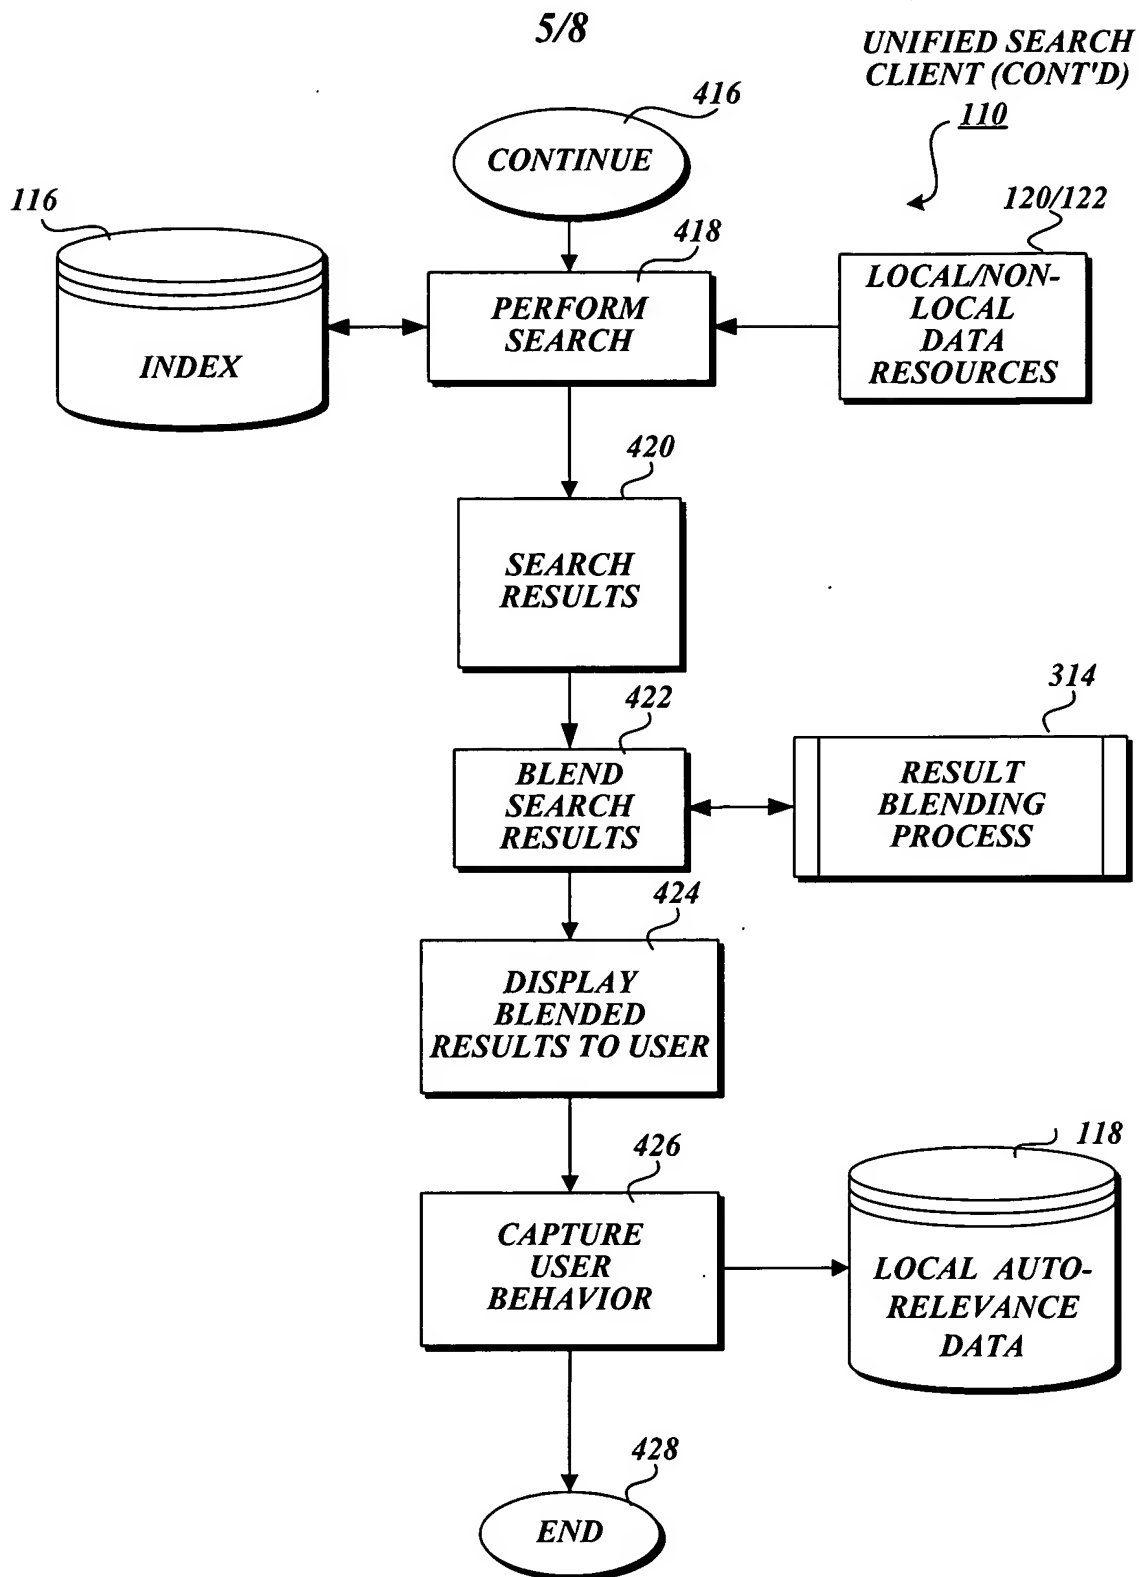 5/8
UNIFIED SEARCH
CLIENT (CONT'D)
110
416
CONTINUE
116
INDEX
418
PERFORM
SEARCH
120/122
LOCAL/NON-
LOCAL
DATA
RESOURCES
420
SEARCH
RESULTS
422
BLEND
SEARCH
RESULTS
314
RESULT
BLENDING
PROCESS
424
DISPLAY
BLENDED
RESULTS TO USER
426
CAPTURE
USER
BEHAVIOR
118
LOCAL AUTO-
RELEVANCE
DATA
428
END